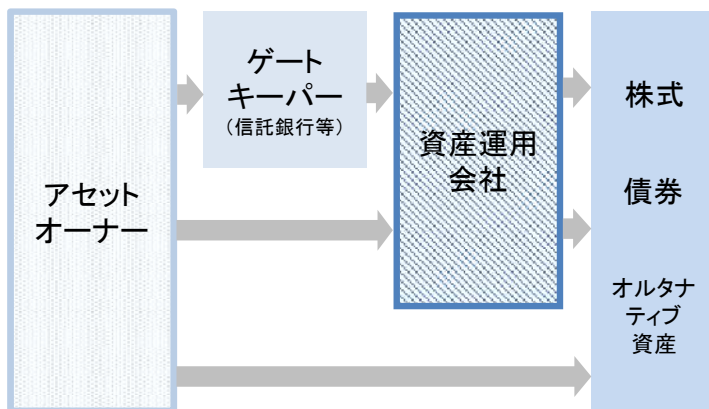 アセット
オーナー
ゲート
キーパー
（信託銀行等）
資産運用
会社
株式
債券
オルタナ
ティブ
資産